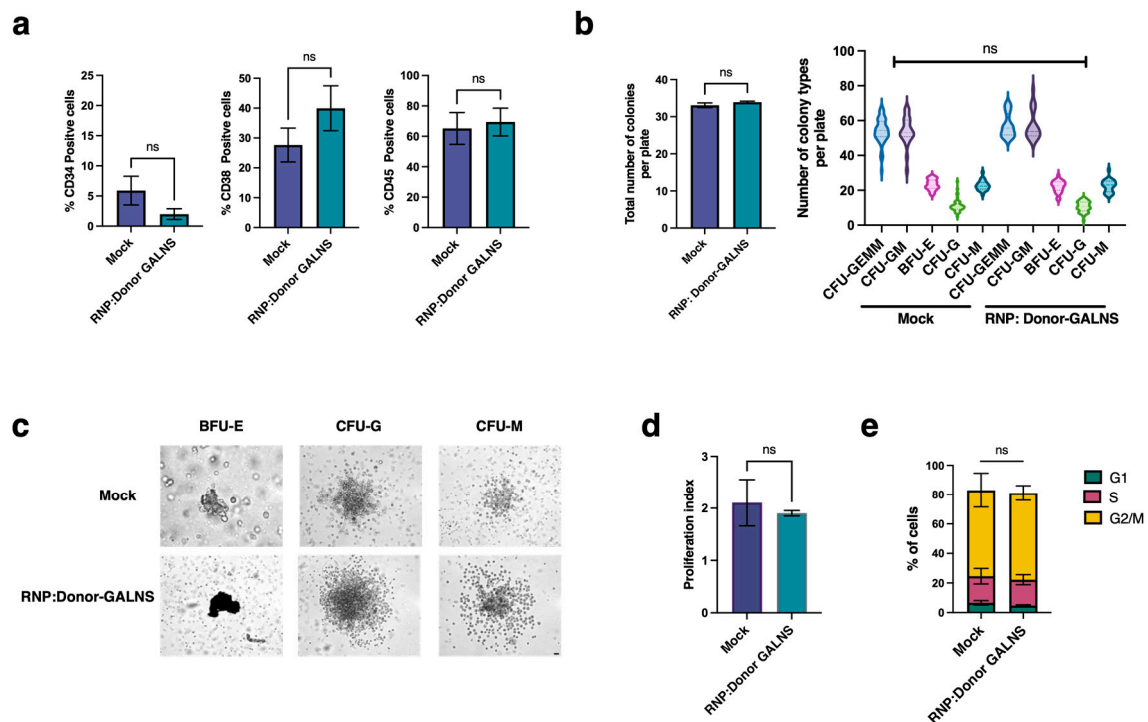 a
ns
25
20
15
10
5
0
% CD34 Positve cells
Mock
RNP:Donor GALNS
ns
50
40
30
20
10
0
% CD38 Positive cells
Mock
RNP:Donor GALNS
ns
100
80
60
40
20
0
% CD45 Positive cells
Mock
RNP:Donor GALNS
b
ns
40
30
20
10
0
Total number of colonies
per plate
Mock
RNP: Donor-GALNS
ns
100
80
60
40
20
0
Number of colony types
per plate
CFU-GEMM
CFU-GM
BFU-E
CFU-G
CFU-M
CFU-GEMM
CFU-GM
BFU-E
CFU-G
CFU-M
Mock
RNP: Donor-GALNS
c
BFU-E
CFU-G
CFU-M
Mock
RNP:Donor-GALNS
d
ns
3
2
1
0
Proliferation index
Mock
RNP:Donor GALNS
e
ns
100
80
60
40
20
0
% of cells
Mock
RNP:Donor GALNS
G1
S
G2/M